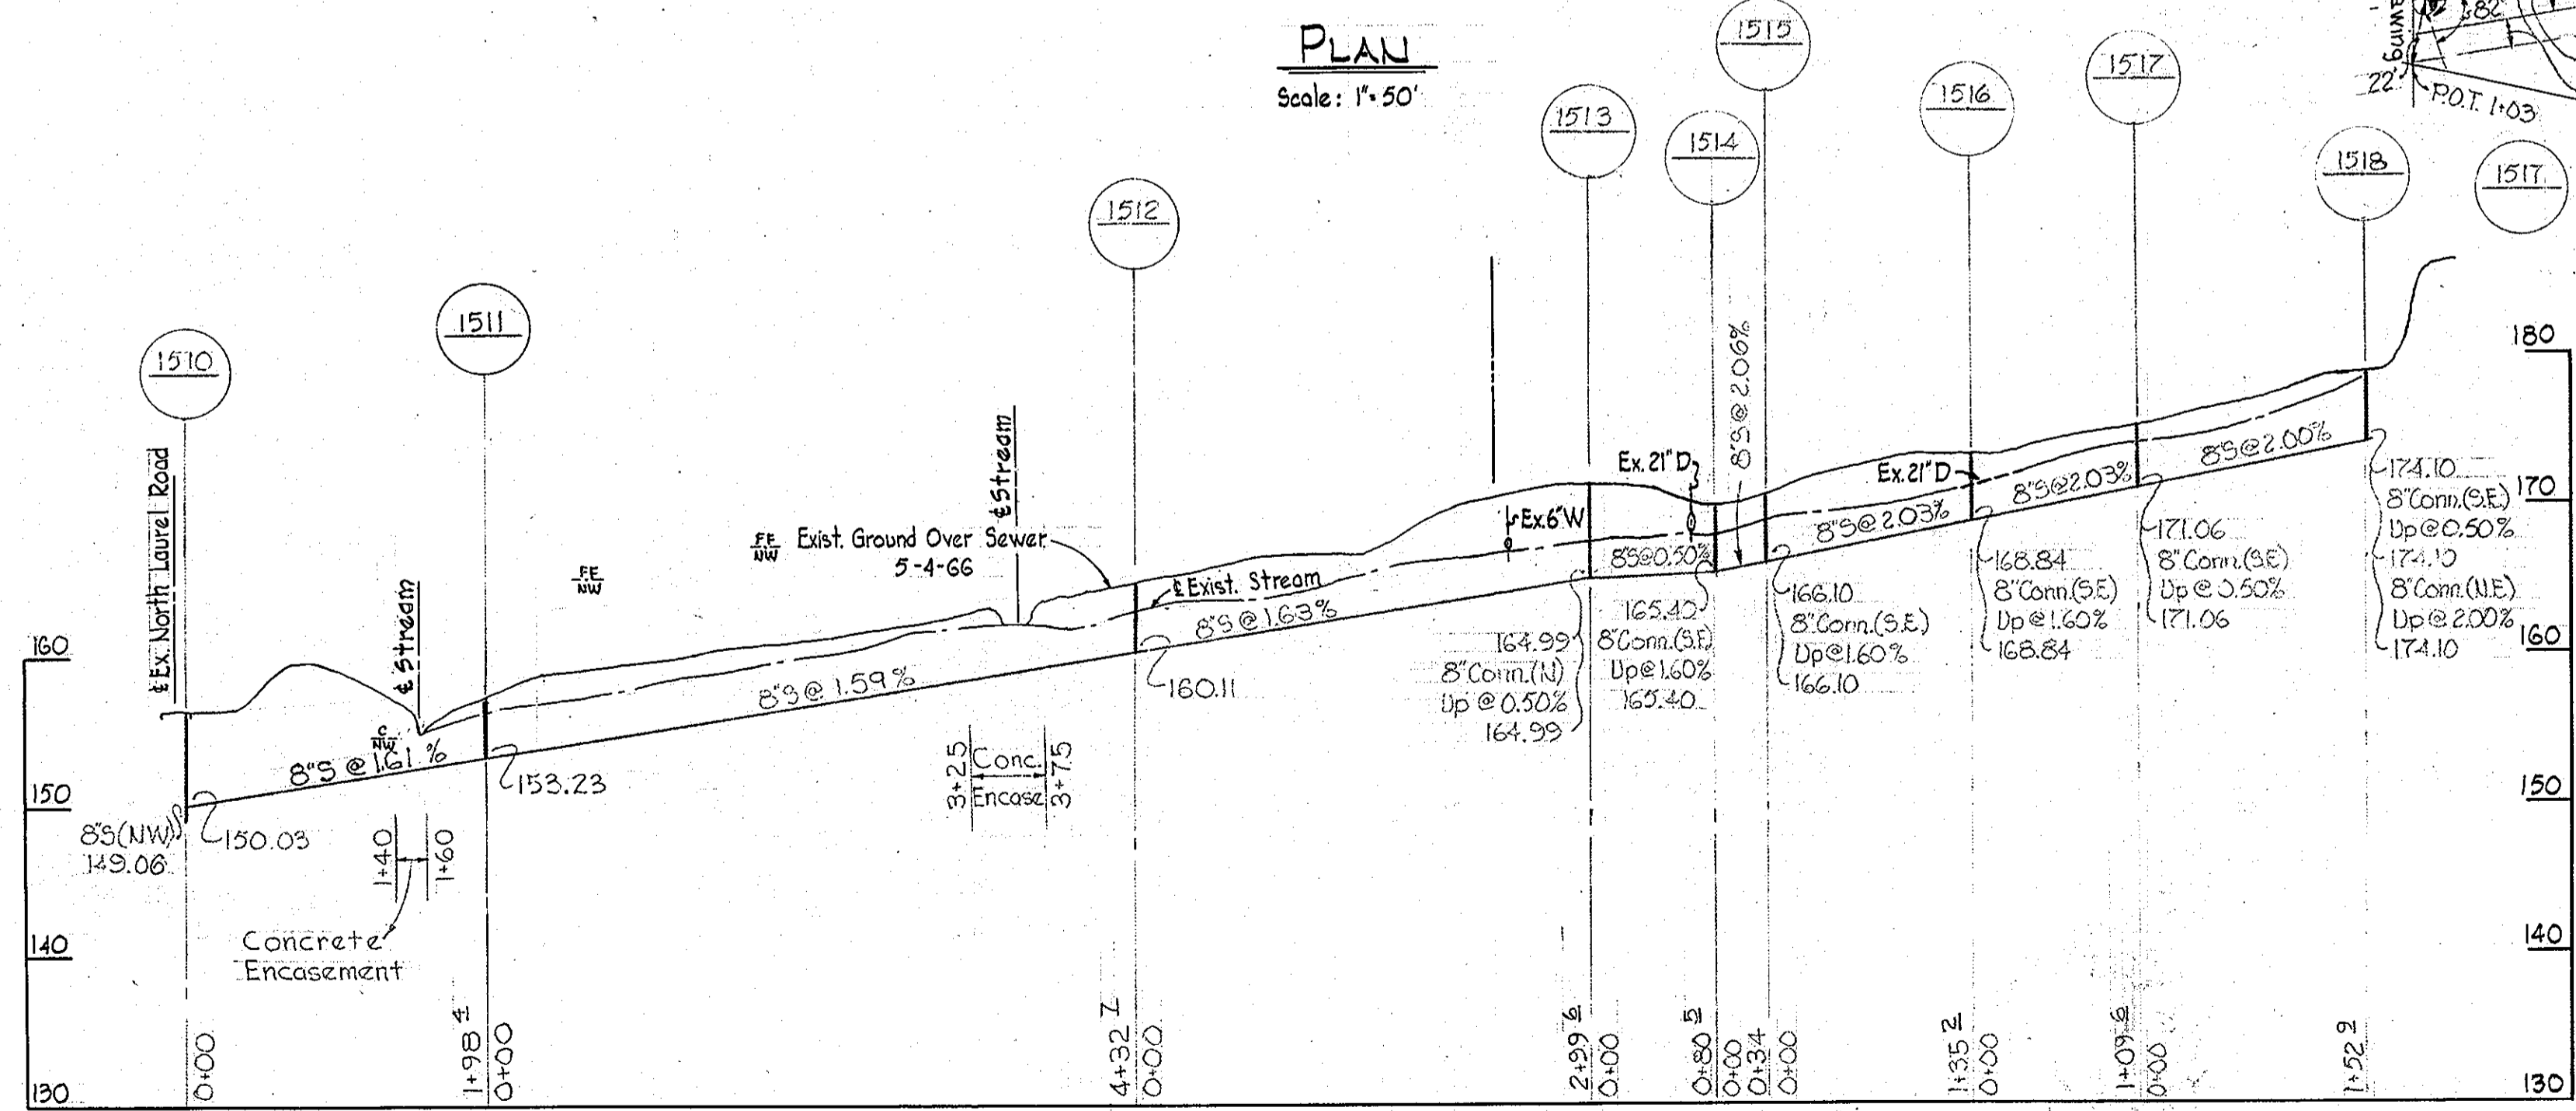 PLAN
Scale: 1"=50'
82'
22'
P.O.T. 1+03
1510
1511
1512
1513
1514
1515
1516
1517
1518
1517
℄ Ex. North Laurel Road
℄ Stream
FE
NW
FE
NW
Exist. Ground Over Sewer
5-4-66
℄ Stream
℄ Exist. Stream
Ex. 6" W
Ex. 21" D
Ex. 21" D
C
NW
8"S @ 1.61 %
8"S @ 1.59 %
8"S @ 1.63%
8"S @ 0.50%
8"S @ 2.06%
8"S @ 2.03%
8"S @ 2.03%
8"S @ 2.00%
8"S (NW)
149.06
150.03
153.23
160.11
164.99
8" Conn. (N)
Up @ 0.50%
164.99
165.40
8" Conn. (S.E.)
Up @ 1.60%
165.40
166.10
8" Conn. (S.E.)
Up @ 1.60%
166.10
168.84
8" Conn. (S.E)
Up @ 1.60%
168.84
171.06
8" Conn. (S.E)
Up @ 0.50%
171.06
174.10
8" Conn. (S.E.)
Up @ 0.50%
174.10
8" Conn. (N.E)
Up @ 2.00%
174.10
1+40
1+60
Concrete
Encasement
3+25
Conc.
Encase
3+75
160
150
140
130
180
170
160
150
140
130
0+00
1+98 4
0+00
4+32 7
0+00
2+99 6
0+00
0+80 5
0+00
0+34
0+00
1+35 2
0+00
1+09 6
0+00
1+52 9